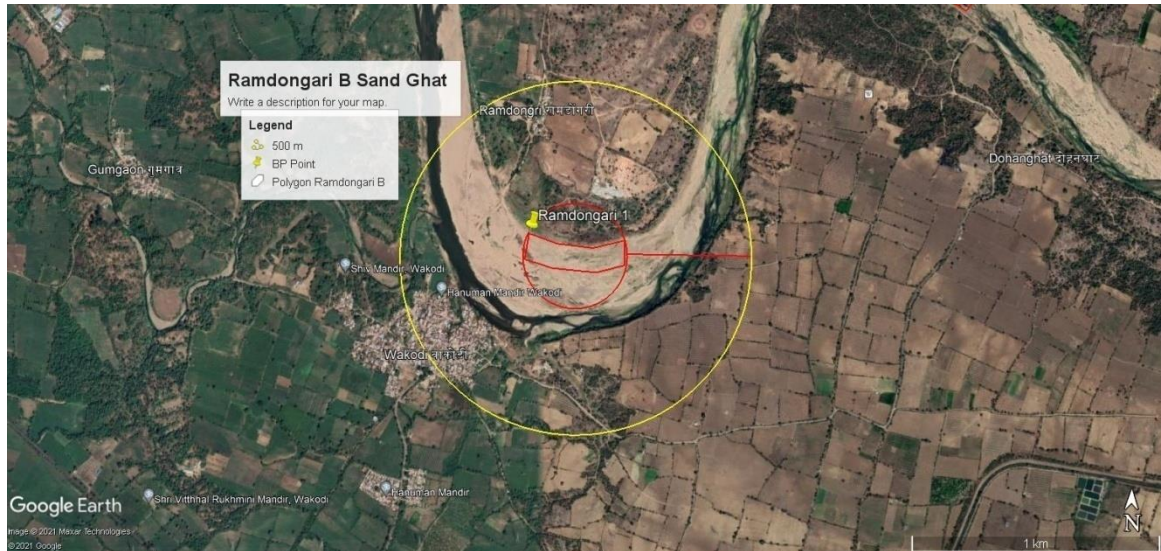 Ramdongari B Sand Ghat
Write a description for your map.
Legend
500 m
BP Point
Polygon Ramdongari B
Ramdongri रामडोंगरी
Gumgaon गुमगाव
Dohanghat दोहनघाट
Ramdongari 1
Shiv Mandir, Wakodi
Hanuman Mandir Wakodi
Wakodi वाकोडी
Hanuman Mandir
Shri Vitthhal Rukhmini Mandir, Wakodi
Google Earth
Image © 2021 Maxar Technologies
© 2021 Google
N
1 km